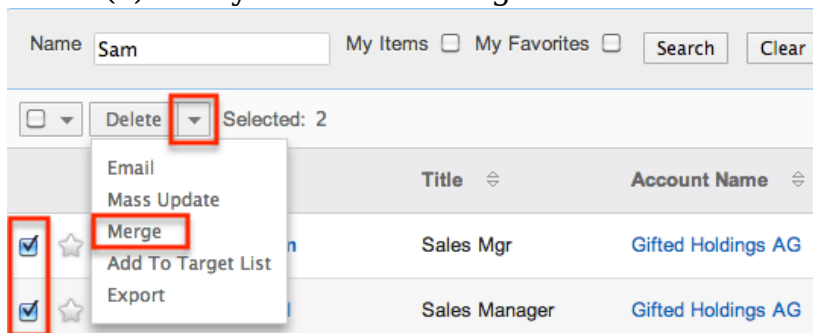 Name Sam My Items My Favorites Search Clear
Delete Selected: 2
Email
Mass Update
Title Account Name
Merge
Sales Mgr Gifted Holdings AG
Add To Target List
Export
Sales Manager Gifted Holdings AG